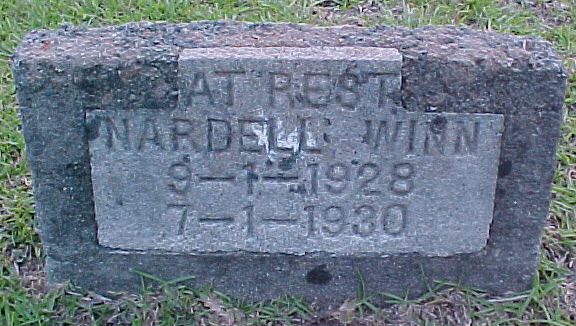 AT REST
NARDELL WINN
9-1-1928
7-1-1930